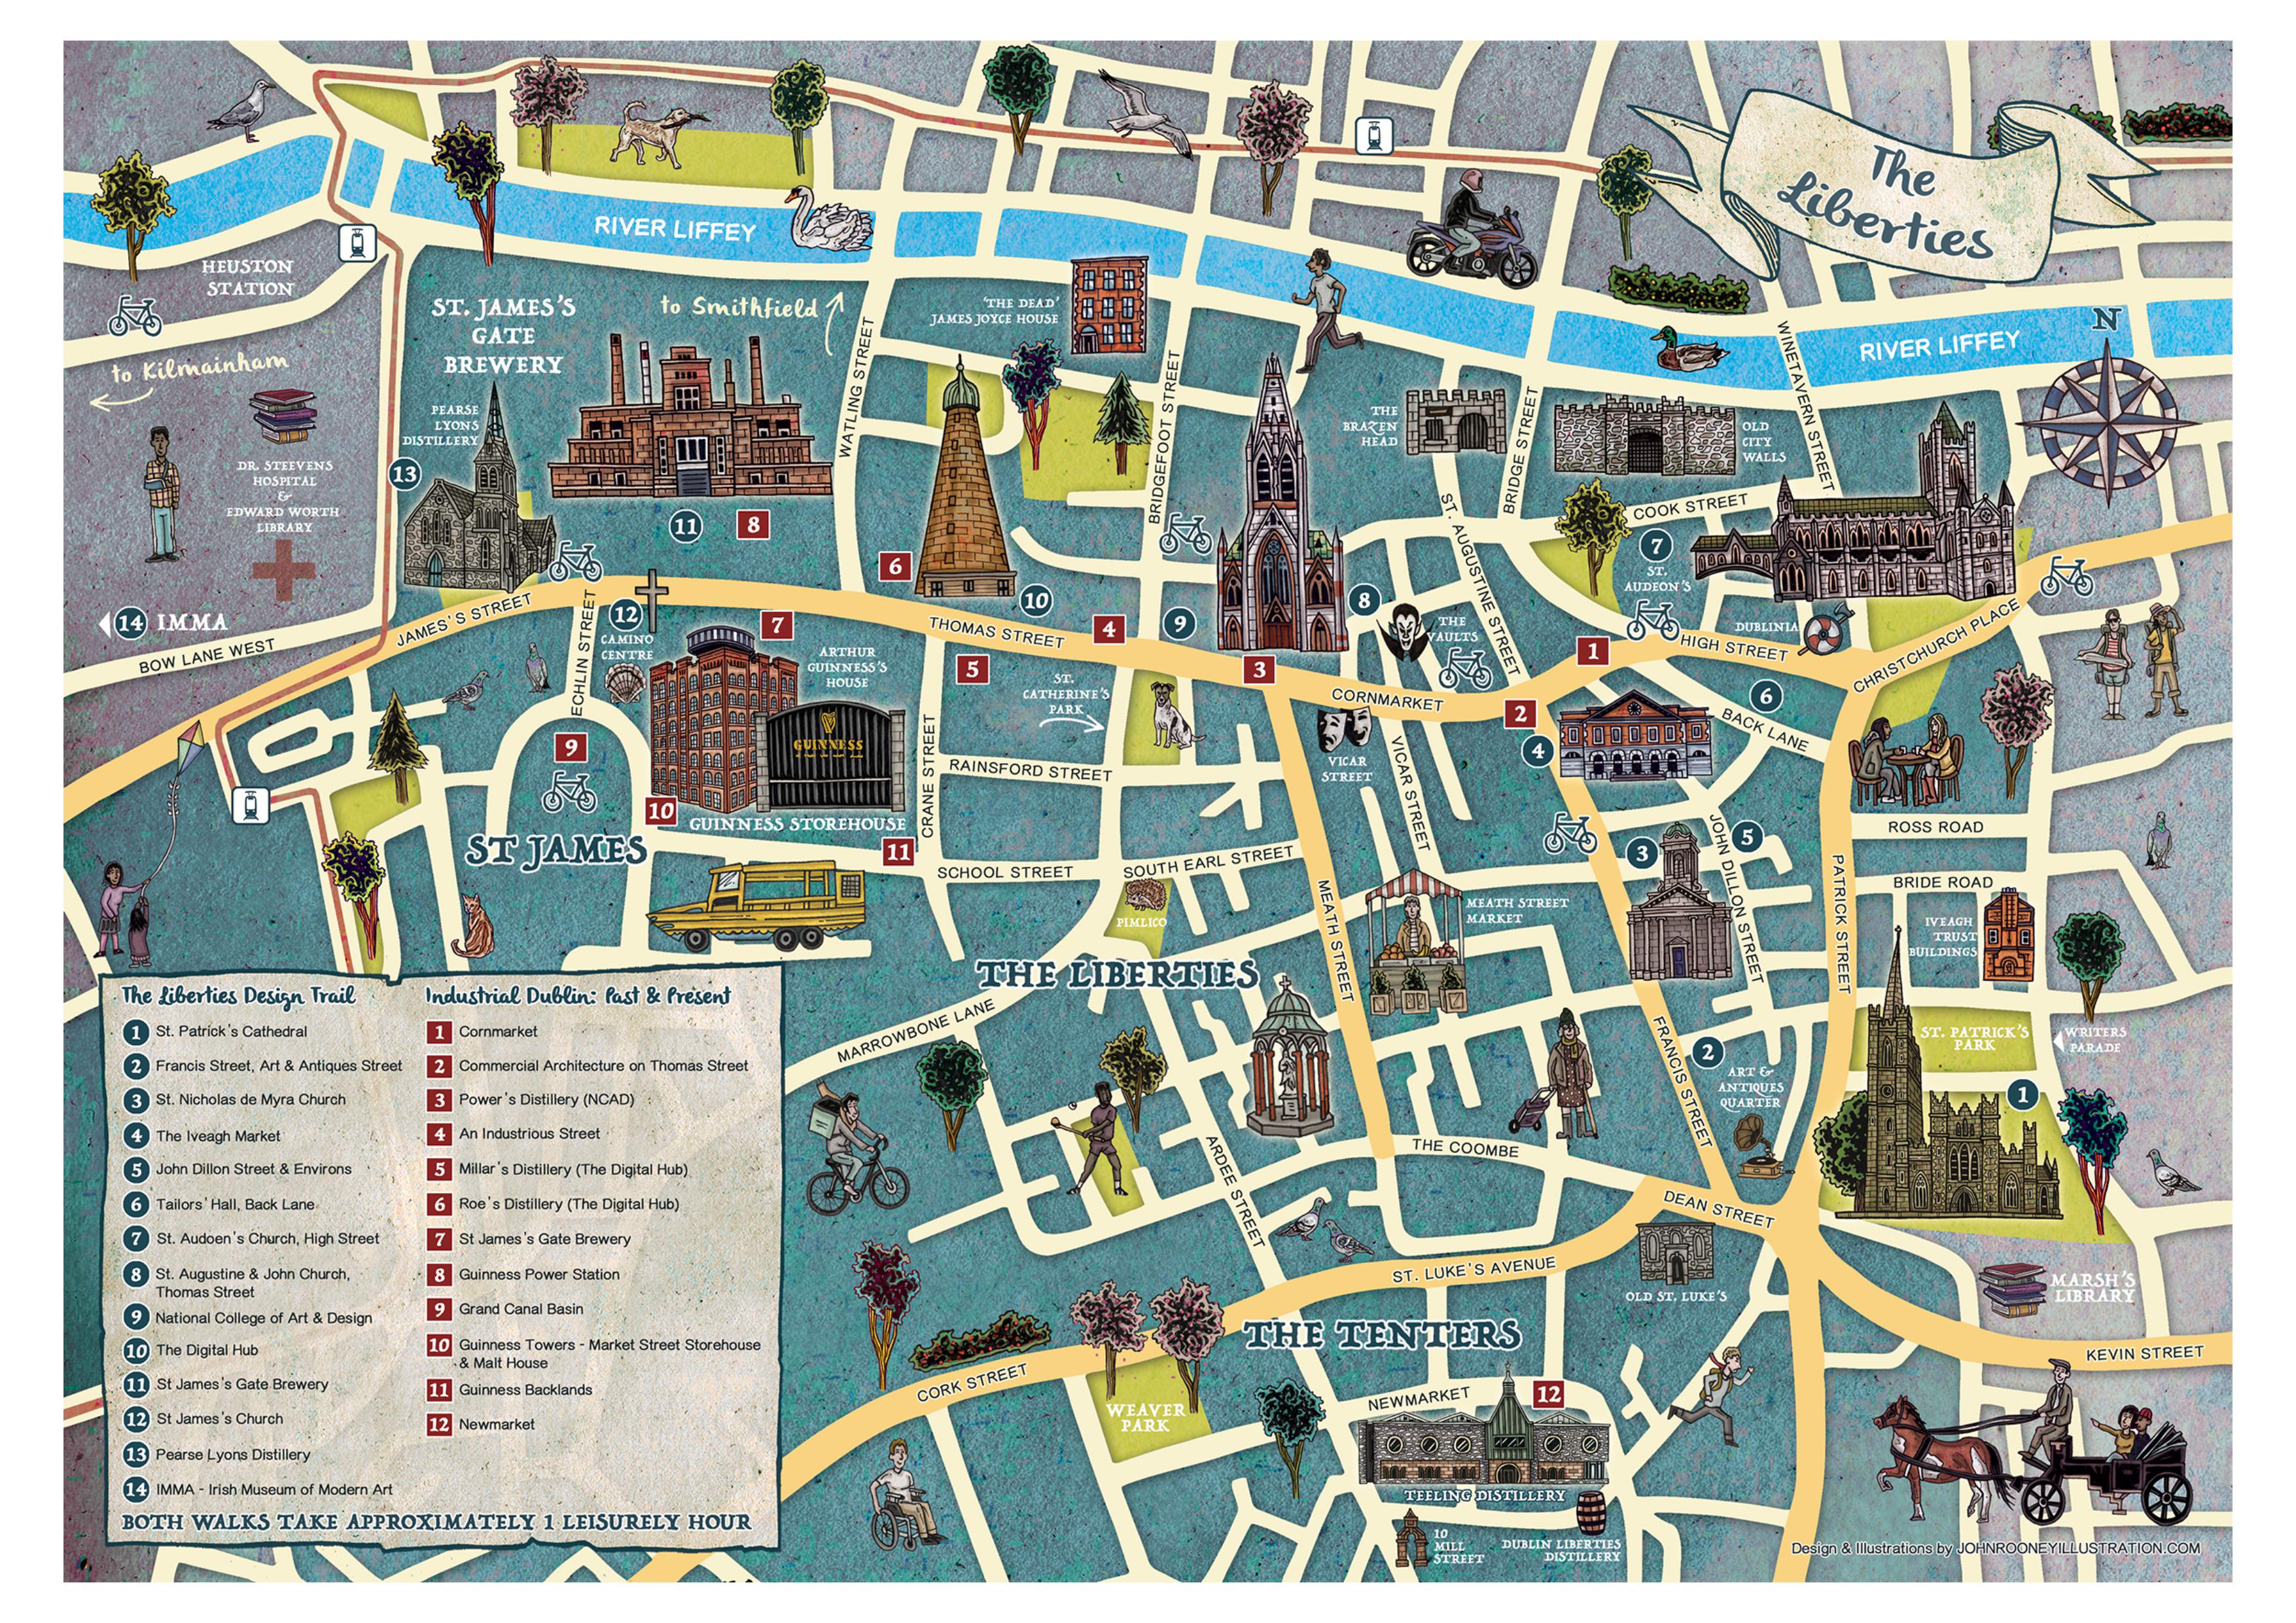 The
Liberties
RIVER LIFFEY
HEUSTON
STATION
ST. JAMES'S
GATE
BREWERY
to Smithfield
'THE DEAD'
JAMES JOYCE HOUSE
WINETAVERN STREET
RIVER LIFFEY
N
to Kilmainham
WATLING STREET
BRIDGEFOOT STREET
PEARSE
LYONS
DISTILLERY
13
THE
BRAZEN
HEAD
BRIDGE STREET
OLD
CITY
WALLS
DR. STEEVENS
HOSPITAL
&
EDWARD WORTH
LIBRARY
11
8
6
ST. AUGUSTINE STREET
COOK STREET
7
ST.
AUDEON'S
14 IMMA
BOW LANE WEST
JAMES'S STREET
ECHLIN STREET
12
CAMINO
CENTRE
7
ARTHUR
GUINNESS'S
HOUSE
10
THOMAS STREET
4
9
8
THE
VAULTS
1
HIGH STREET
DUBLINIA
CHRISTCHURCH PLACE
5
ST.
CATHERINE'S
PARK
3
CORNMARKET
2
6
BACK LANE
9
GUINNESS
CRANE STREET
RAINSFORD STREET
VICAR
STREET
VICAR STREET
4
10
GUINNESS STOREHOUSE
11
ST JAMES
SCHOOL STREET
SOUTH EARL STREET
PIMLICO
MEATH STREET
MEATH STREET
MARKET
3
JOHN DILLON STREET
5
PATRICK STREET
ROSS ROAD
BRIDE ROAD
IVEAGH
TRUST
BUILDINGS
THE LIBERTIES
MARROWBONE LANE
FRANCIS STREET
2
ART &
ANTIQUES
QUARTER
ST. PATRICK'S
PARK
WRITERS
PARADE
1
ARDEE STREET
THE COOMBE
DEAN STREET
ST. LUKE'S AVENUE
OLD ST. LUKE'S
MARSH'S
LIBRARY
THE TENTERS
KEVIN STREET
CORK STREET
WEAVER
PARK
NEWMARKET
12
TEELING DISTILLERY
10
MILL
STREET
DUBLIN LIBERTIES
DISTILLERY
Design & Illustrations by JOHNROONEYILLUSTRATION.COM
The Liberties Design Trail
1 St. Patrick's Cathedral
2 Francis Street, Art & Antiques Street
3 St. Nicholas de Myra Church
4 The Iveagh Market
5 John Dillon Street & Environs
6 Tailors' Hall, Back Lane
7 St. Audoen's Church, High Street
8 St. Augustine & John Church,
Thomas Street
9 National College of Art & Design
10 The Digital Hub
11 St James's Gate Brewery
12 St James's Church
13 Pearse Lyons Distillery
14 IMMA - Irish Museum of Modern Art
Industrial Dublin: Past & Present
1 Cornmarket
2 Commercial Architecture on Thomas Street
3 Power's Distillery (NCAD)
4 An Industrious Street
5 Millar's Distillery (The Digital Hub)
6 Roe's Distillery (The Digital Hub)
7 St James's Gate Brewery
8 Guinness Power Station
9 Grand Canal Basin
10 Guinness Towers - Market Street Storehouse
& Malt House
11 Guinness Backlands
12 Newmarket
BOTH WALKS TAKE APPROXIMATELY 1 LEISURELY HOUR